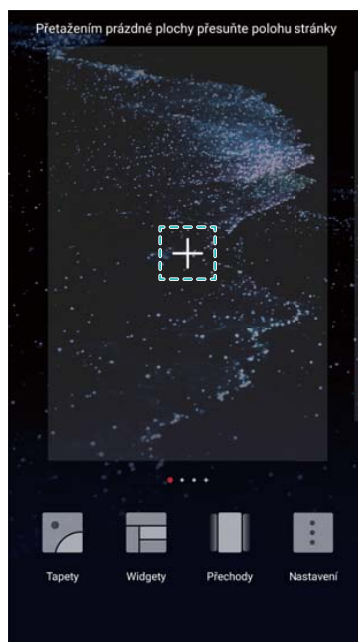 Přetažením prázdné plochy přesuňte polohu stránky
Tapety
Widgety
Přechody
Nastavení